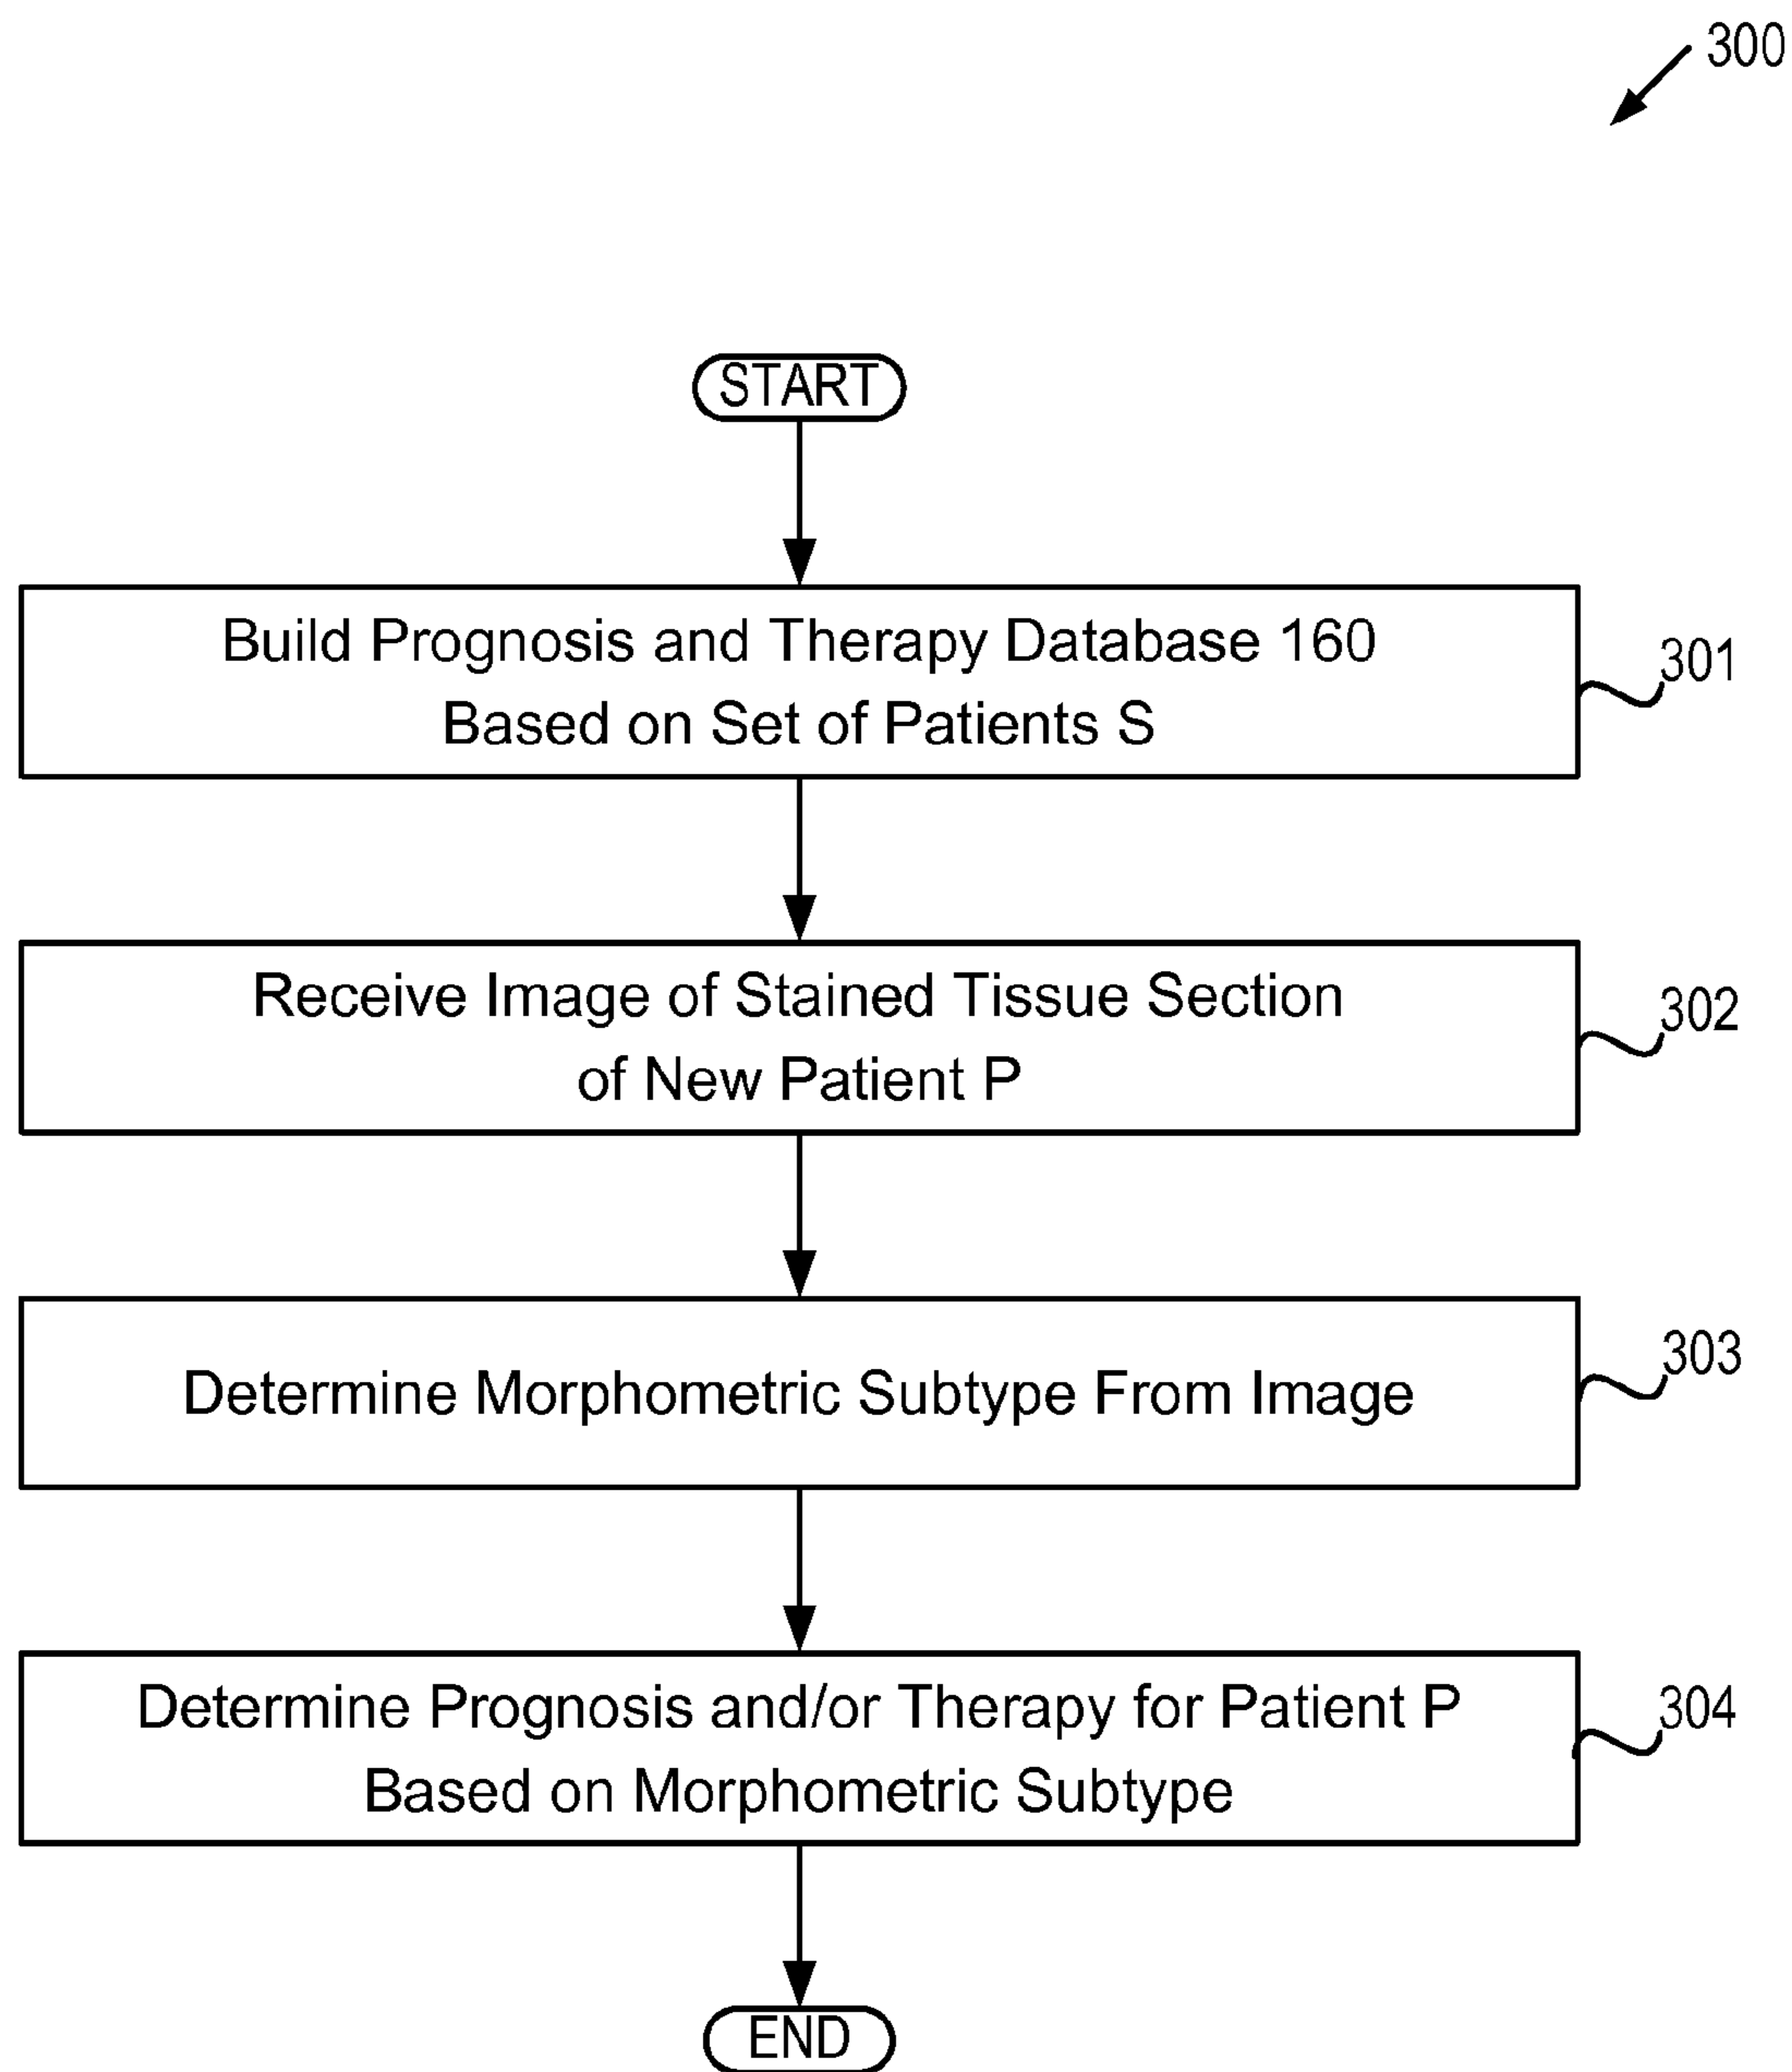 300
START
Build Prognosis and Therapy Database 160
Based on Set of Patients S
301
Receive Image of Stained Tissue Section
of New Patient P
302
Determine Morphometric Subtype From Image
303
Determine Prognosis and/or Therapy for Patient P
Based on Morphometric Subtype
304
END